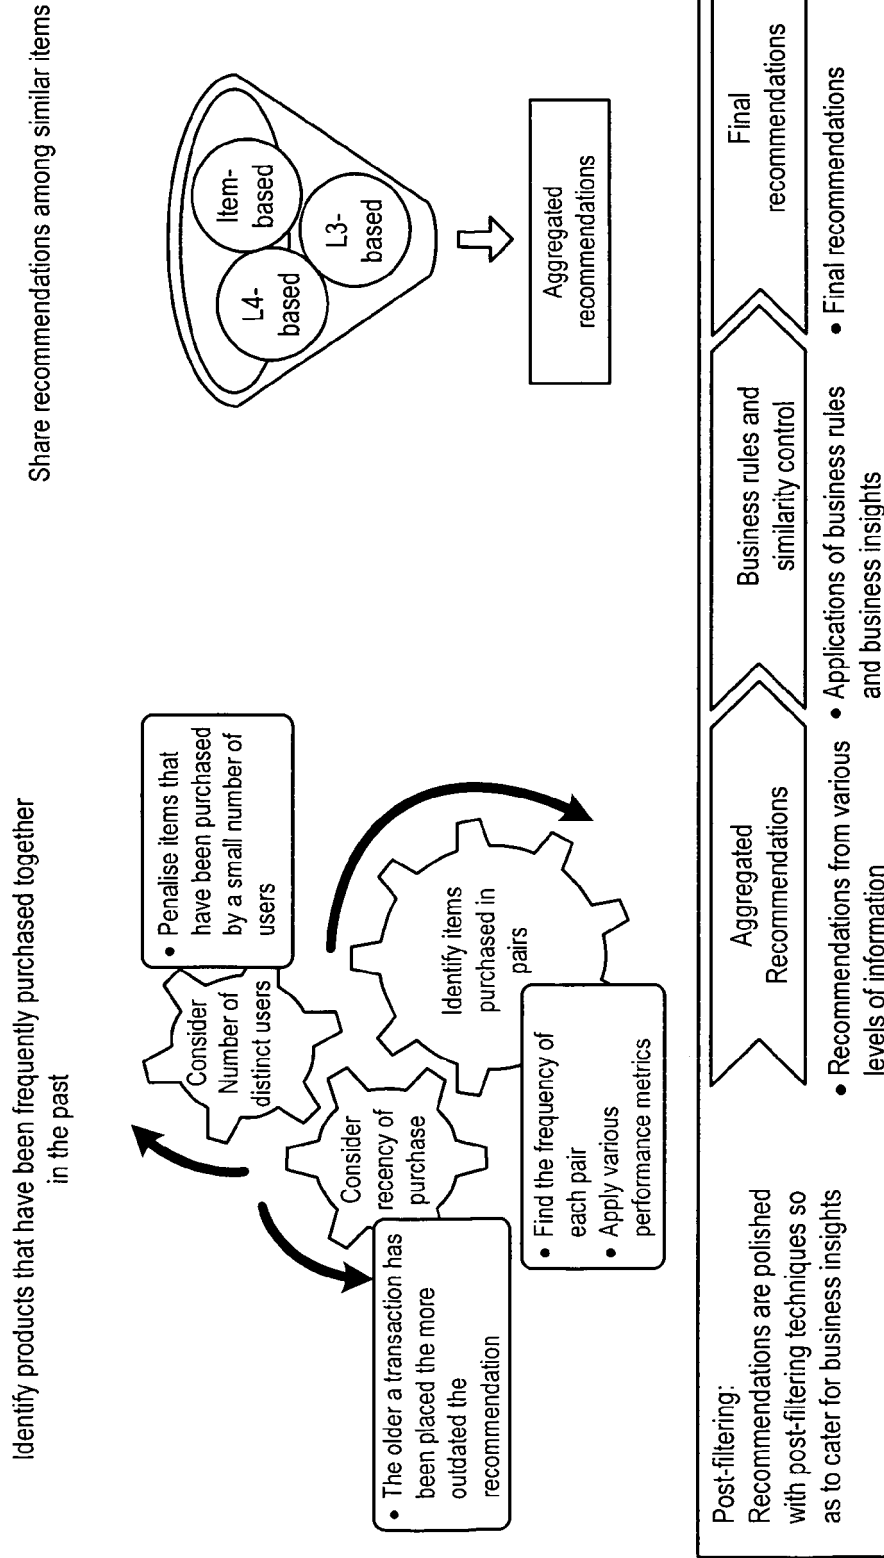 Identify products that have been frequently purchased together
in the past
• Penalise items that
have been purchased
by a small number of
users
Consider
Number of
distinct users
Consider
recency of
purchase
Identify items
purchased in
pairs
• The older a transaction has
been placed the more
outdated the
recommendation
• Find the frequency of
each pair
• Apply various
performance metrics
Share recommendations among similar items
L4-
based
Item-
based
L3-
based
Aggregated
recommendations
Post-filtering:
Recommendations are polished
with post-filtering techniques so
as to cater for business insights
Aggregated
Recommendations
• Recommendations from various
levels of information
Business rules and
similarity control
• Applications of business rules
and business insights
Final
recommendations
• Final recommendations